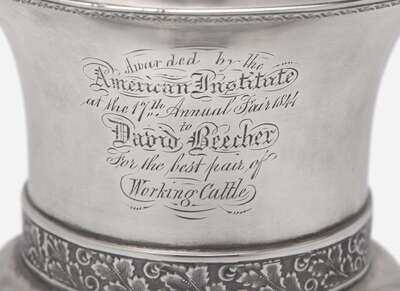 Awarded by the
American Institute
at the 17th Annual Fair 1844
to
David Beecher
For the best pair of
Working Cattle